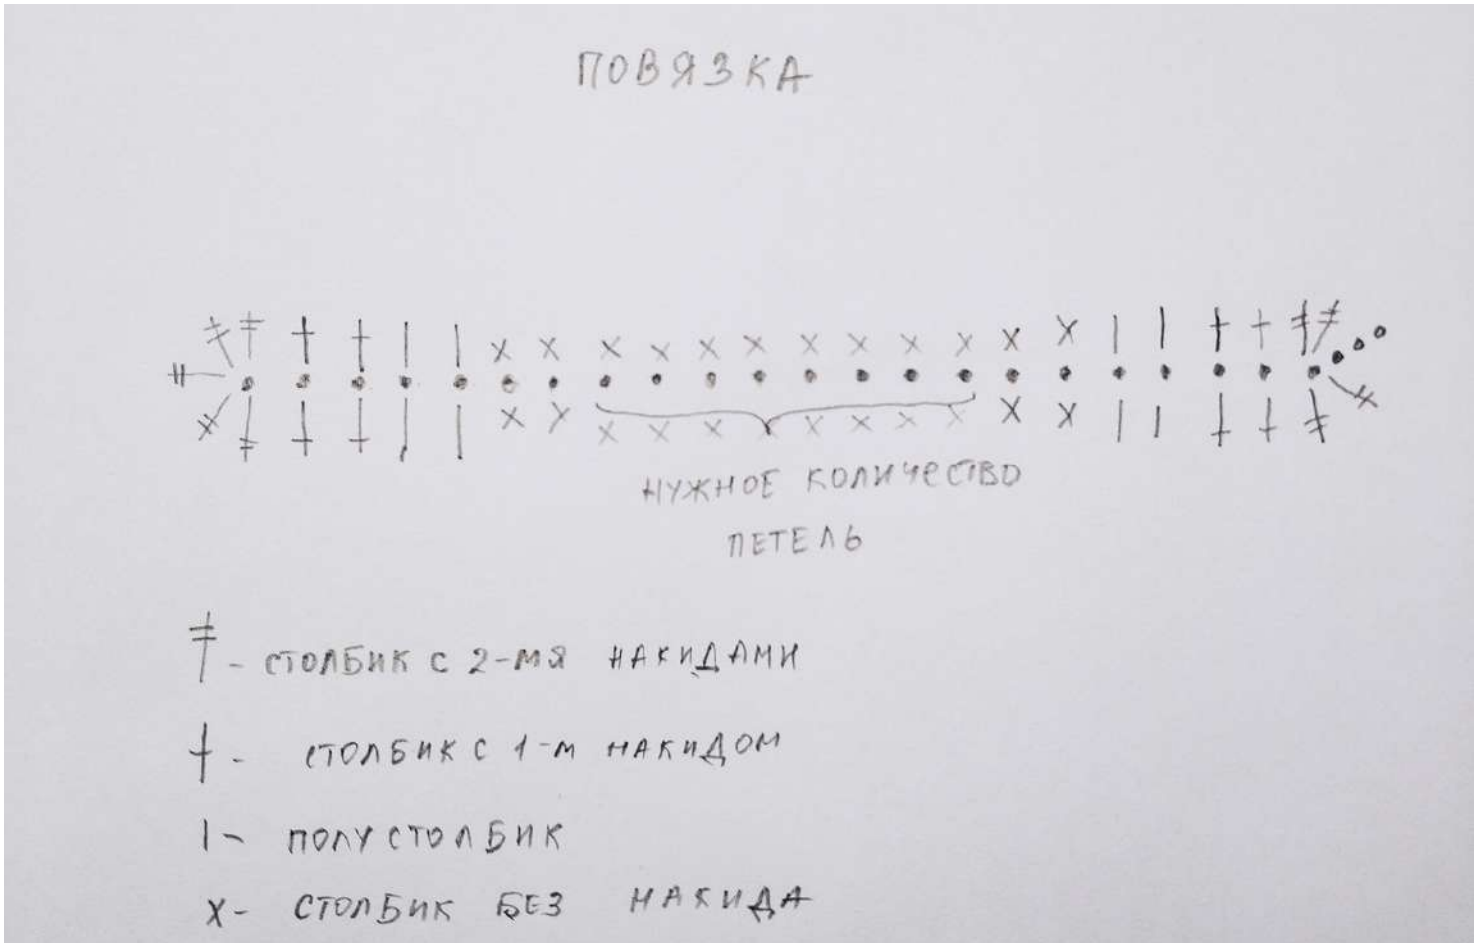 ПОВЯЗКА
НУЖНОЕ КОЛИЧЕСТВО
ПЕТЕЛЬ
- СТОЛБИК С 2-МЯ НАКИДАМИ
- СТОЛБИК С 1-М НАКИДОМ
- ПОЛУСТОЛБИК
X- СТОЛБИК БЕЗ НАКИДА